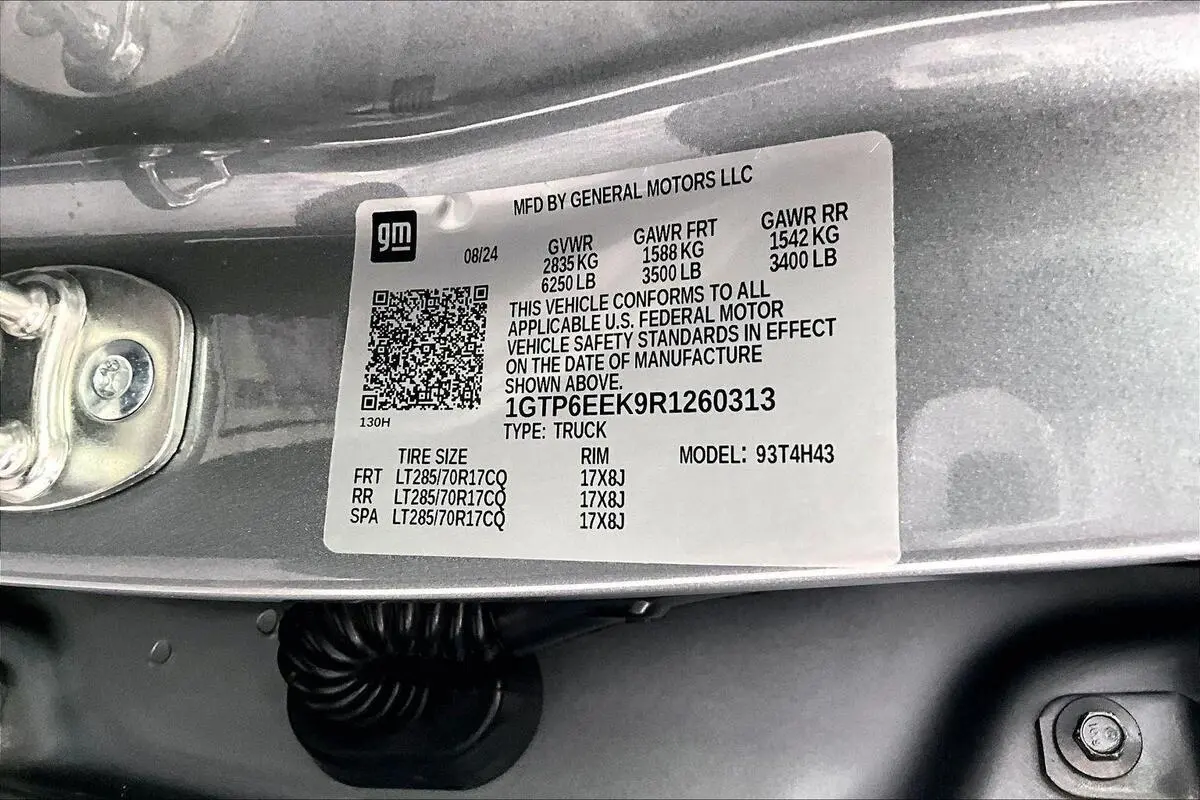 MFD BY GENERAL MOTORS LLC
gm
08/24
GVWR GAWR FRT GAWR RR
2835 KG 1588 KG 1542 KG
6250 LB 3500 LB 3400 LB
THIS VEHICLE CONFORMS TO ALL
APPLICABLE U.S. FEDERAL MOTOR
VEHICLE SAFETY STANDARDS IN EFFECT
ON THE DATE OF MANUFACTURE
SHOWN ABOVE.
1GTP6EEK9R1260313
130H
TYPE: TRUCK
TIRE SIZE RIM MODEL: 93T4H43
FRT LT285/70R17CQ 17X8J
RR LT285/70R17CQ 17X8J
SPA LT285/70R17CQ 17X8J